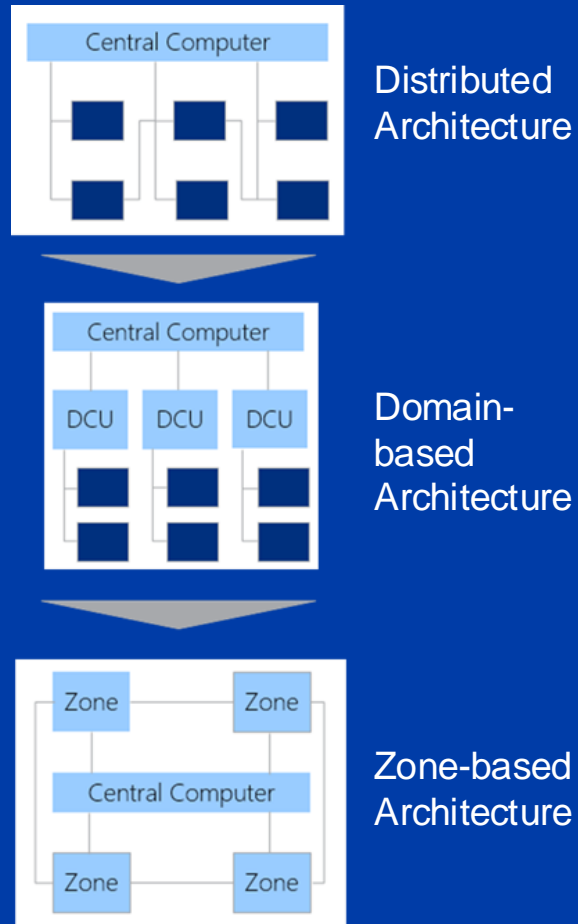 Central Computer
Distributed
Architecture
Central Computer
DCU DCU DCU
Domain-
based
Architecture
Zone Zone
Central Computer
Zone Zone
Zone-based
Architecture